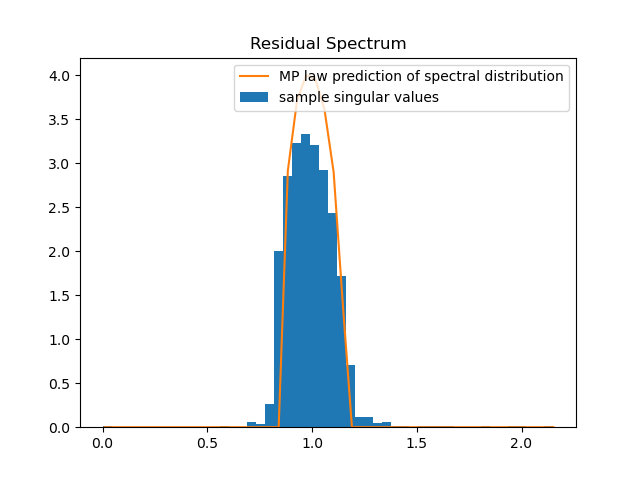 Residual Spectrum
MP law prediction of spectral distribution
sample singular values
4.0
3.5
3.0
2.5
2.0
1.5
1.0
0.5
0.0
0.0 0.5 1.0 1.5 2.0